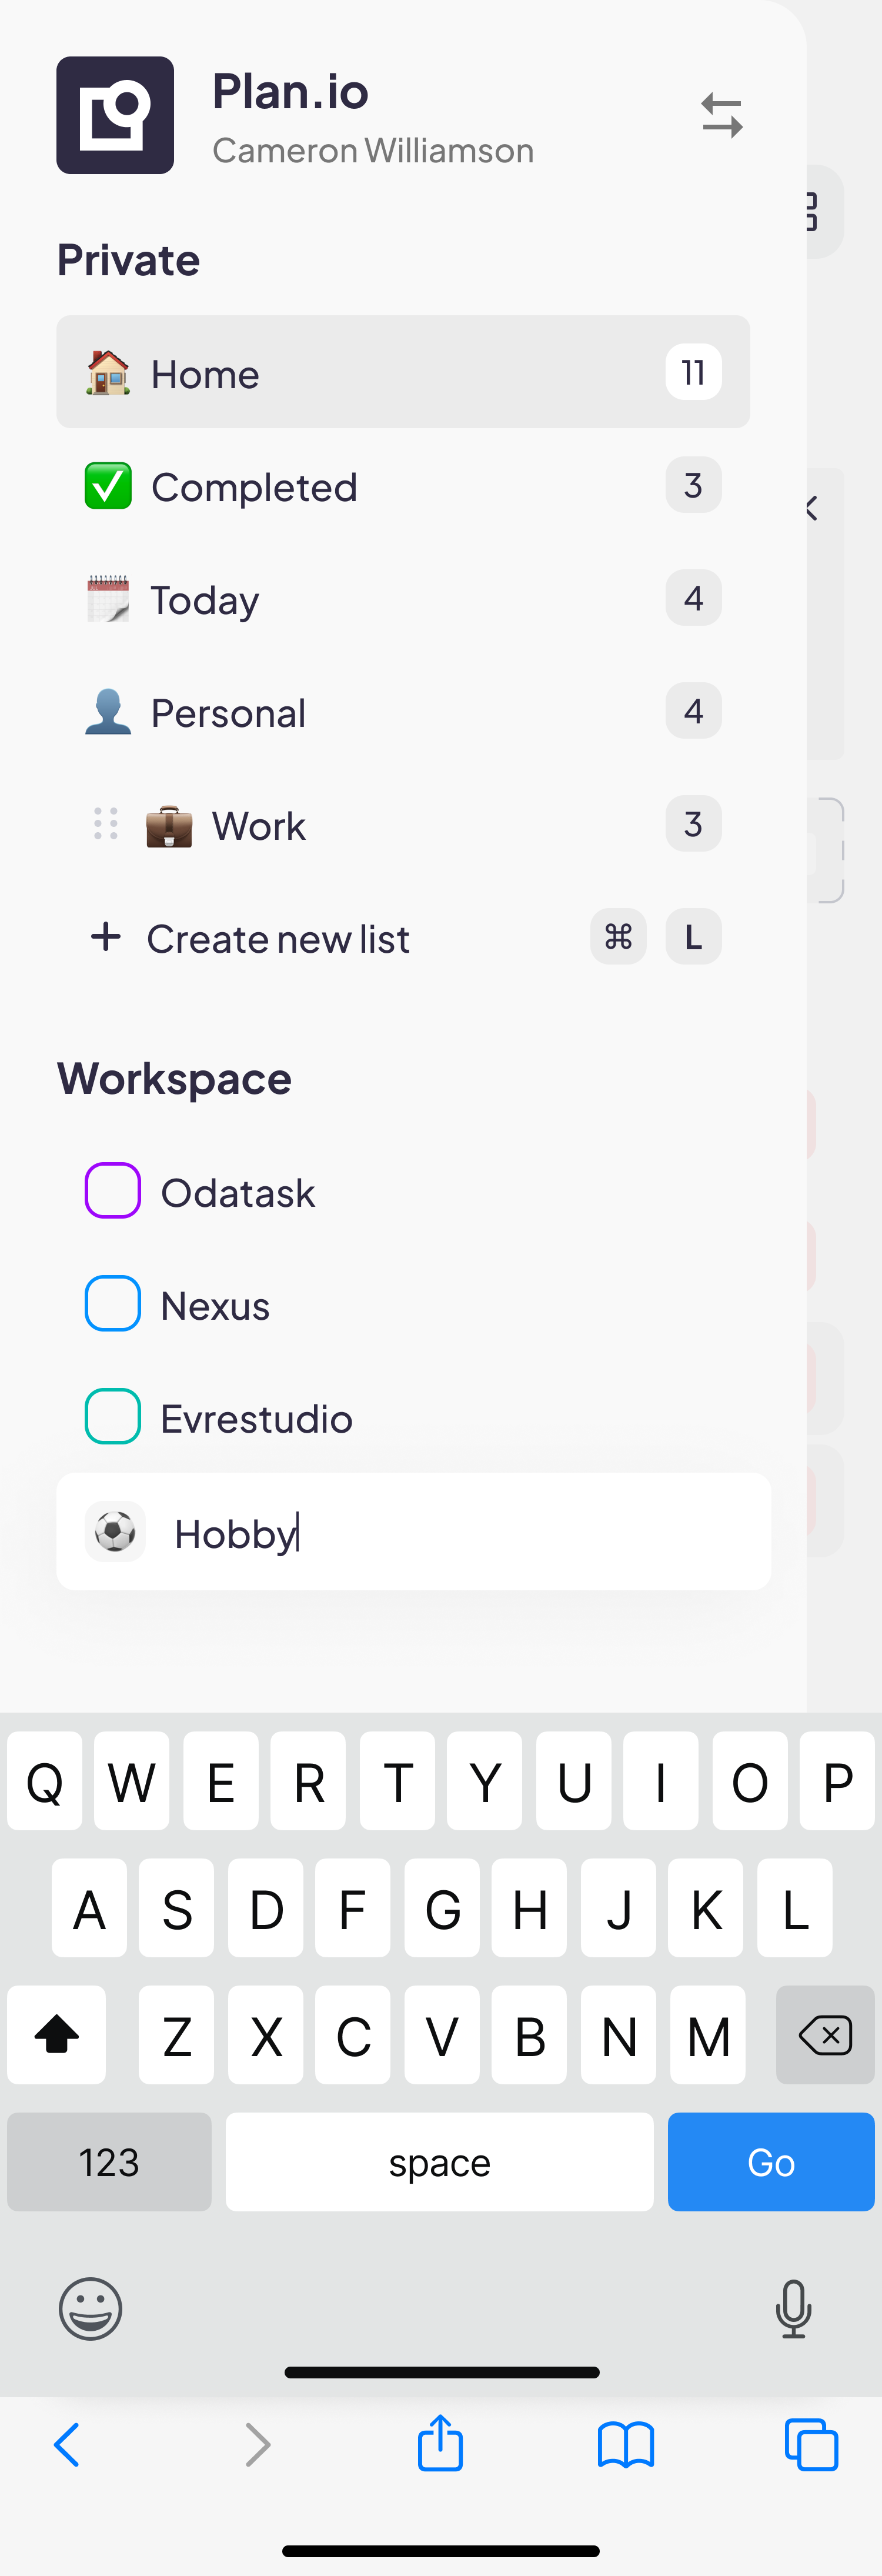 Plan.io
Cameron Williamson
Private
Home 11
Completed 3
Today 4
Personal 4
Work 3
Create new list ⌘ L
Workspace
Odatask
Nexus
Evrestudio
Hobby
Q W E R T Y U I O P
A S D F G H J K L
Z X C V B N M
123 space Go